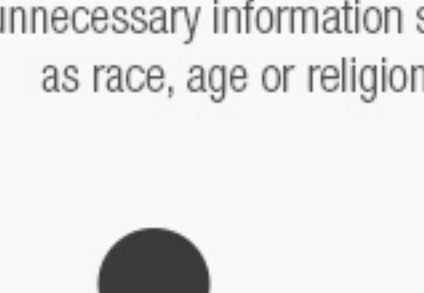 unnecessary information s
as race, age or religion